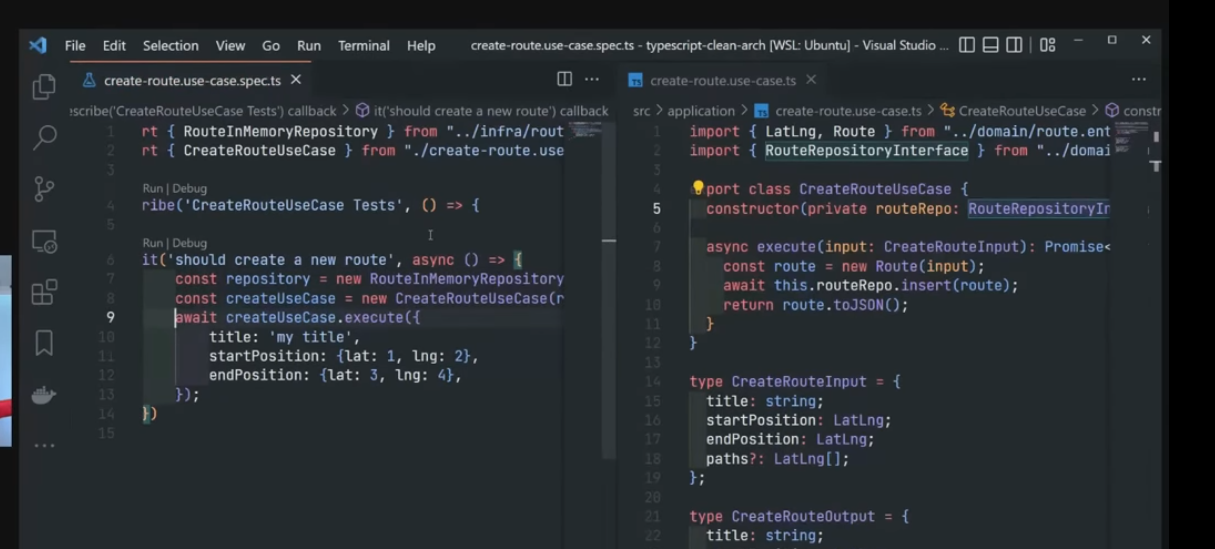 File Edit Selection View Go Run Terminal Help create-route.use-case.spec.ts - typescript-clean-arch [WSL: Ubuntu] - Visual Studio ...
create-route.use-case.spec.ts
escribe('CreateRouteUseCase Tests') callback > it('should create a new route') callback
1 rt { RouteInMemoryRepository } from "../infra/rout
2 rt { CreateRouteUseCase } from "./create-route.use
3
Run | Debug
4 ribe('CreateRouteUseCase Tests', () => {
5
Run | Debug
6 it('should create a new route', async () => {
7 const repository = new RouteInMemoryRepository
8 const createUseCase = new CreateRouteUseCase(r
9 await createUseCase.execute({
10 title: 'my title',
11 startPosition: {lat: 1, lng: 2},
12 endPosition: {lat: 3, lng: 4},
13 });
14 })
15
TS create-route.use-case.ts
src > application > TS create-route.use-case.ts > CreateRouteUseCase > constr
1 import { LatLng, Route } from "../domain/route.ent
2 import { RouteRepositoryInterface } from "../domai
3
4 port class CreateRouteUseCase {
5 constructor(private routeRepo: RouteRepositoryIn
6
7 async execute(input: CreateRouteInput): Promise<
8 const route = new Route(input);
9 await this.routeRepo.insert(route);
10 return route.toJSON();
11 }
12 }
13
14 type CreateRouteInput = {
15 title: string;
16 startPosition: LatLng;
17 endPosition: LatLng;
18 paths?: LatLng[];
19 };
20
21 type CreateRouteOutput = {
22 title: string;